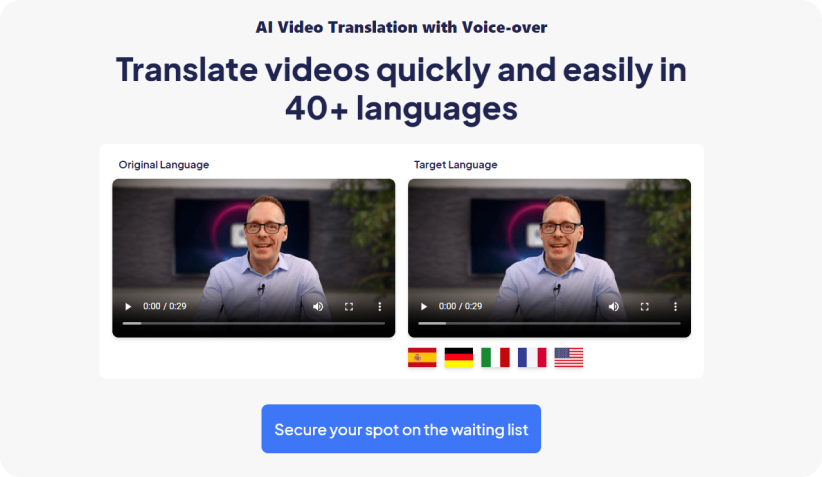 AI Video Translation with Voice-over
Translate videos quickly and easily in
40+ languages
Original Language
Target Language
0:00 / 0:29
0:00 / 0:29
Secure your spot on the waiting list